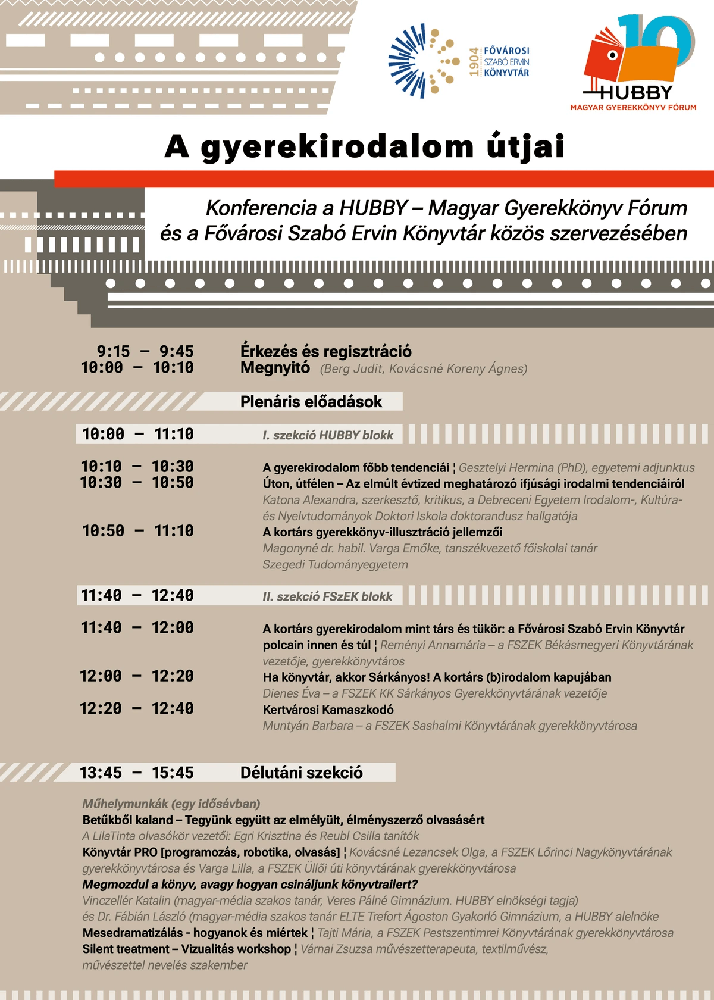 1904
FŐVÁROSI
SZABÓ ERVIN
KÖNYVTÁR
10
HUBBY
MAGYAR GYEREKKÖNYV FÓRUM
A gyerekirodalom útjai
Konferencia a HUBBY – Magyar Gyerekkönyv Fórum
és a Fővárosi Szabó Ervin Könyvtár közös szervezésében
9:15 – 9:45 Érkezés és regisztráció
10:00 – 10:10 Megnyitó (Berg Judit, Kovácsné Koreny Ágnes)
Plenáris előadások
10:00 – 11:10 I. szekció HUBBY blokk
10:10 – 10:30 A gyerekirodalom főbb tendenciái ¦ Gesztelyi Hermina (PhD), egyetemi adjunktus
10:30 – 10:50 Úton, útfélen – Az elmúlt évtized meghatározó ifjúsági irodalmi tendenciáiról
Katona Alexandra, szerkesztő, kritikus, a Debreceni Egyetem Irodalom-, Kultúra-
és Nyelvtudományok Doktori Iskola doktorandusz hallgatója
10:50 – 11:10 A kortárs gyerekkönyv-illusztráció jellemzői
Magonyné dr. habil. Varga Emőke, tanszékvezető főiskolai tanár
Szegedi Tudományegyetem
11:40 – 12:40 II. szekció FSzEK blokk
11:40 – 12:00 A kortárs gyerekirodalom mint társ és tükör: a Fővárosi Szabó Ervin Könyvtár
polcain innen és túl ¦ Reményi Annamária – a FSZEK Békásmegyeri Könyvtárának
vezetője, gyerekkönyvtáros
12:00 – 12:20 Ha könyvtár, akkor Sárkányos! A kortárs (b)irodalom kapujában
Dienes Éva – a FSZEK KK Sárkányos Gyerekkönyvtárának vezetője
12:20 – 12:40 Kertvárosi Kamaszkodó
Muntyán Barbara – a FSZEK Sashalmi Könyvtárának gyerekkönyvtárosa
13:45 – 15:45 Délutáni szekció
Műhelymunkák (egy idősávban)
Betűkből kaland – Tegyünk együtt az elmélyült, élményszerző olvasásért
A LilaTinta olvasókör vezetői: Egri Krisztina és Reubl Csilla tanítók
Könyvtár PRO [programozás, robotika, olvasás] ¦ Kovácsné Lezancsek Olga, a FSZEK Lőrinci Nagykönyvtárának
gyerekkönyvtárosa és Varga Lilla, a FSZEK Üllői úti könyvtárának gyerekkönyvtárosa
Megmozdul a könyv, avagy hogyan csináljunk könyvtrailert?
Vinczellér Katalin (magyar-média szakos tanár, Veres Pálné Gimnázium. HUBBY elnökségi tagja)
és Dr. Fábián László (magyar-média szakos tanár ELTE Trefort Ágoston Gyakorló Gimnázium, a HUBBY alelnöke
Mesedramatizálás - hogyanok és miértek ¦ Tajti Mária, a FSZEK Pestszentimrei Könyvtárának gyerekkönyvtárosa
Silent treatment – Vizualitás workshop ¦ Várnai Zsuzsa művészetterapeuta, textilművész,
művészettel nevelés szakember